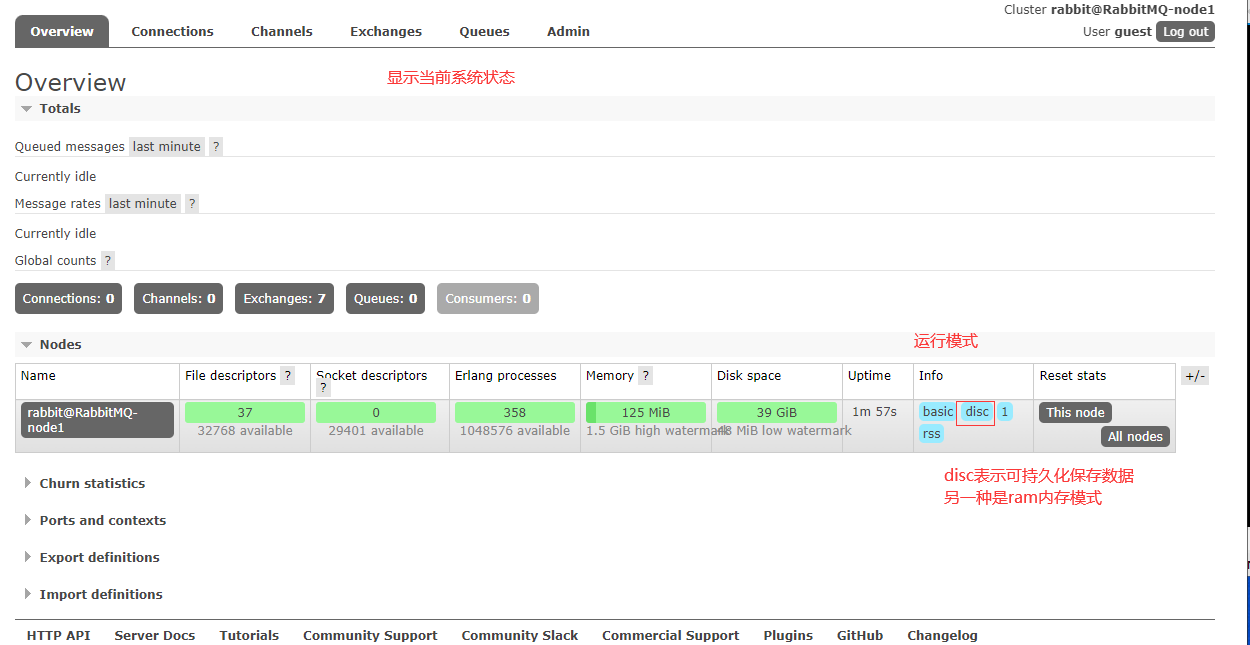 Cluster rabbit@RabbitMQ-node1
Overview Connections Channels Exchanges Queues Admin
User guest Log out
Overview
显示当前系统状态
Totals
Queued messages last minute ?
Currently idle
Message rates last minute ?
Currently idle
Global counts ?
Connections: 0 Channels: 0 Exchanges: 7 Queues: 0 Consumers: 0
Nodes
运行模式
Name File descriptors ? Socket descriptors ? Erlang processes Memory ? Disk space Uptime Info Reset stats +/-
rabbit@RabbitMQ-node1 37 0 358 125 MiB 39 GiB 1m 57s basic disc 1 This node
32768 available 29401 available 1048576 available 1.5 GiB high watermark 48 MiB low watermark rss All nodes
disc表示可持久化保存数据
另一种是ram内存模式
Churn statistics
Ports and contexts
Export definitions
Import definitions
HTTP API Server Docs Tutorials Community Support Community Slack Commercial Support Plugins GitHub Changelog